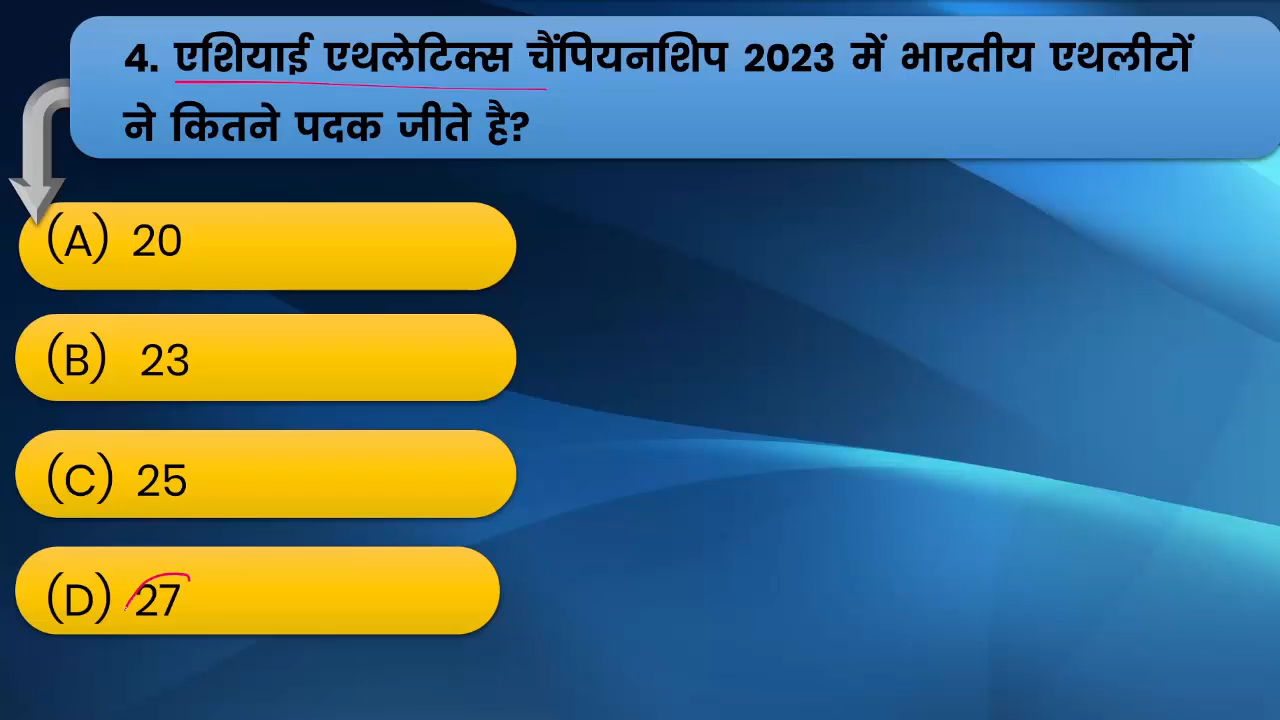 4. एशियाई एथलेटिक्स चैंपियनशिप 2023 में भारतीय एथलीटों
ने कितने पदक जीते है?
(A) 20
(B) 23
(C) 25
(D) 27